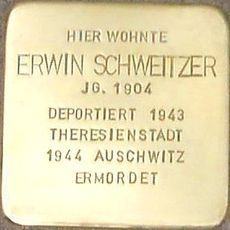 HIER WOHNTE
ERWIN SCHWEITZER
JG. 1904
DEPORTIERT 1943
THERESIENSTADT
1944 AUSCHWITZ
ERMORDET